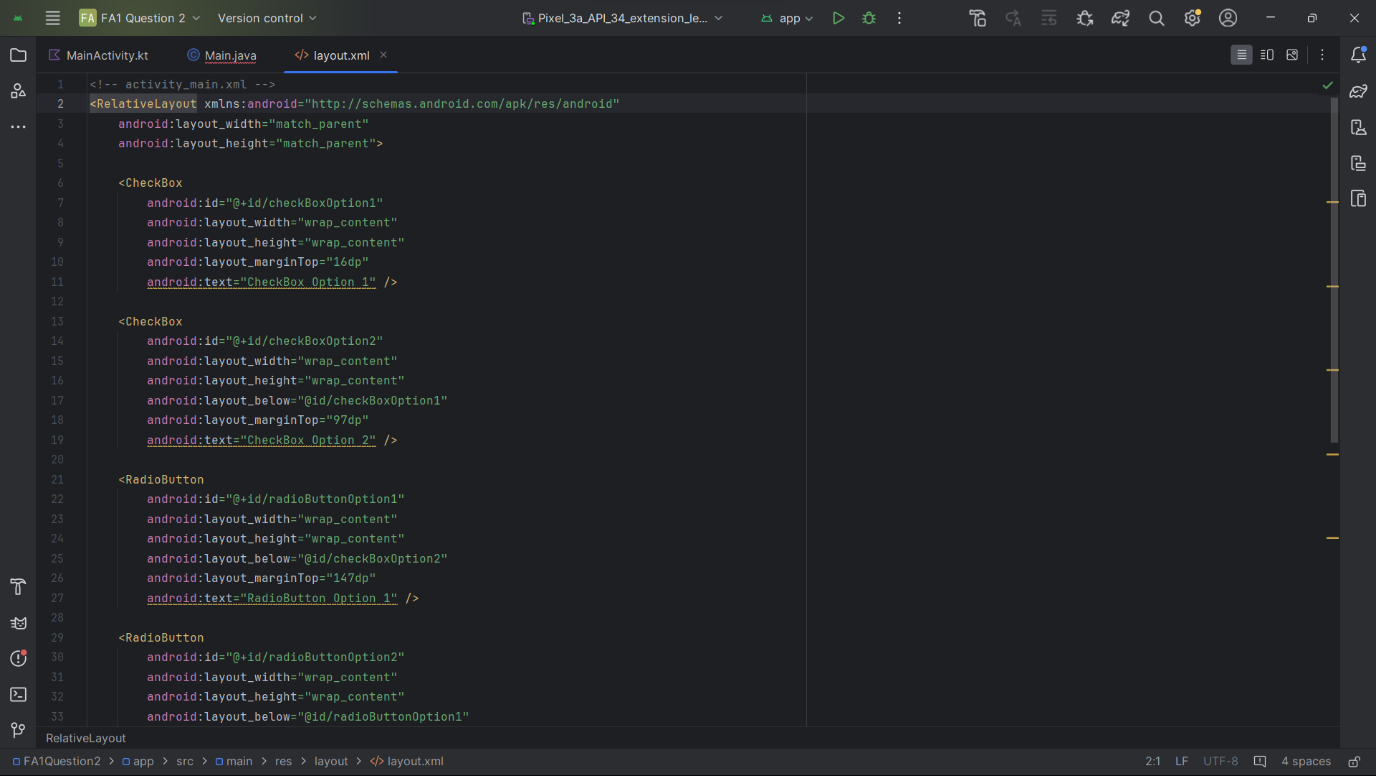 FA FA1 Question 2 Version control Pixel_3a_API_34_extension_le... app
MainActivity.kt Main.java layout.xml
1 <!-- activity_main.xml -->
2 <RelativeLayout xmlns:android="http://schemas.android.com/apk/res/android"
3 android:layout_width="match_parent"
4 android:layout_height="match_parent">
5
6 <CheckBox
7 android:id="@+id/checkBoxOption1"
8 android:layout_width="wrap_content"
9 android:layout_height="wrap_content"
10 android:layout_marginTop="16dp"
11 android:text="CheckBox Option 1" />
12
13 <CheckBox
14 android:id="@+id/checkBoxOption2"
15 android:layout_width="wrap_content"
16 android:layout_height="wrap_content"
17 android:layout_below="@id/checkBoxOption1"
18 android:layout_marginTop="97dp"
19 android:text="CheckBox Option 2" />
20
21 <RadioButton
22 android:id="@+id/radioButtonOption1"
23 android:layout_width="wrap_content"
24 android:layout_height="wrap_content"
25 android:layout_below="@id/checkBoxOption2"
26 android:layout_marginTop="147dp"
27 android:text="RadioButton Option 1" />
28
29 <RadioButton
30 android:id="@+id/radioButtonOption2"
31 android:layout_width="wrap_content"
32 android:layout_height="wrap_content"
33 android:layout_below="@id/radioButtonOption1"
RelativeLayout
FA1Question2 > app > src > main > res > layout > layout.xml 2:1 LF UTF-8 4 spaces